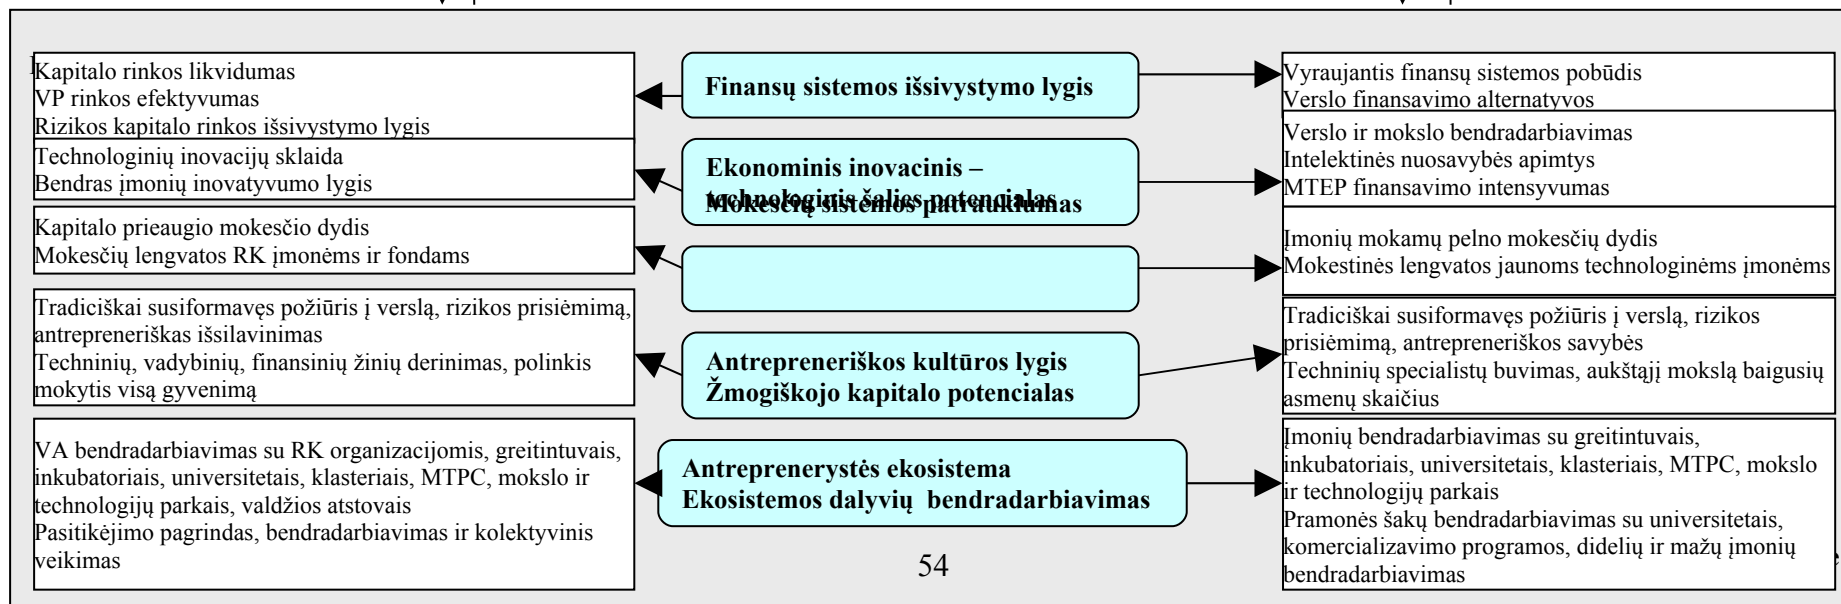 Kapitalo rinkos likvidumas
VP rinkos efektyvumas
Rizikos kapitalo rinkos išsivystymo lygis
Finansų sistemos išsivystymo lygis
Vyraujantis finansų sistemos pobūdis
Verslo finansavimo alternatyvos
Technologinių inovacijų sklaida
Bendras įmonių inovatyvumo lygis
Ekonominis inovacinis –
technologinis šalies potencialas
Mokesčių sistemos patrauklumas
Verslo ir mokslo bendradarbiavimas
Intelektinės nuosavybės apimtys
MTEP finansavimo intensyvumas
Kapitalo prieaugio mokesčio dydis
Mokesčių lengvatos RK įmonėms ir fondams
Įmonių mokamų pelno mokesčių dydis
Mokestinės lengvatos jaunoms technologinėms įmonėms
Tradiciškai susiformavęs požiūris į verslą, rizikos prisiėmimą,
antrepreneriškas išsilavinimas
Techninių, vadybinių, finansinių žinių derinimas, polinkis
mokytis visą gyvenimą
Antrepreneriškos kultūros lygis
Žmogiškojo kapitalo potencialas
Tradiciškai susiformavęs požiūris į verslą, rizikos
prisiėmimą, antrepreneriškos savybės
Techninių specialistų buvimas, aukštąjį mokslą baigusių
asmenų skaičius
VA bendradarbiavimas su RK organizacijomis, greitintuvais,
inkubatoriais, universitetais, klasteriais, MTPC, mokslo ir
technologijų parkais, valdžios atstovais
Pasitikėjimo pagrindas, bendradarbiavimas ir kolektyvinis
veikimas
Antreprenerystės ekosistema
Ekosistemos dalyvių bendradarbiavimas
Įmonių bendradarbiavimas su greitintuvais,
inkubatoriais, universitetais, klasteriais, MTPC, mokslo
ir technologijų parkais
Pramonės šakų bendradarbiavimas su universitetais,
komercializavimo programos, didelių ir mažų įmonių
bendradarbiavimas
54